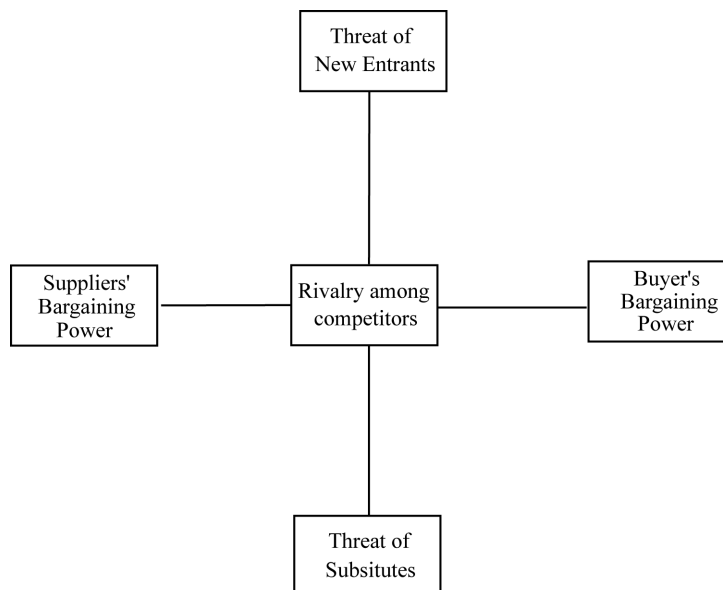 Threat of
New Entrants
Suppliers'
Bargaining
Power
Rivalry among
competitors
Buyer's
Bargaining
Power
Threat of
Subsitutes